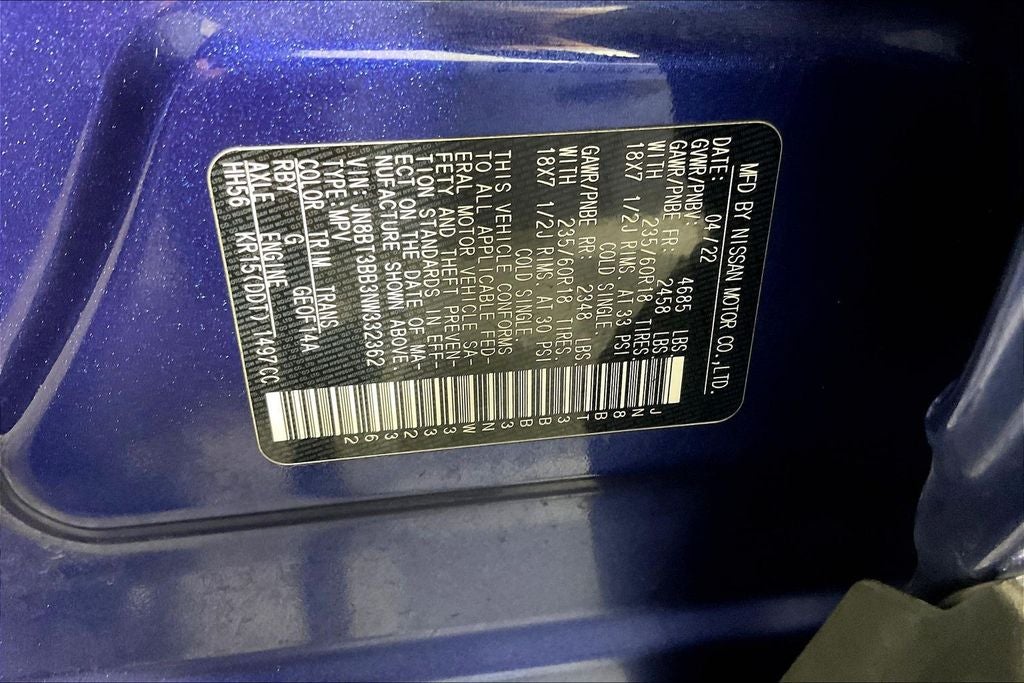 MFD BY NISSAN MOTOR CO.,LTD.
DATE: 04/22
GVWR/PNBV: 4685 LBS
GAWR/PNBE FR: 2458 LBS
WITH 235/60R18 TIRES
18X7 1/2J RIMS, AT 33 PSI
COLD SINGLE
GAWR/PNBE RR: 2348 LBS
WITH 235/60R18 TIRES.
18X7 1/2J RIMS. AT 30 PSI
COLD SINGLE
THIS VEHICLE CONFORMS
TO ALL APPLICABLE FED-
ERAL MOTOR VEHICLE SA-
FETY AND THEFT PREVEN-
TION STANDARDS IN EFF-
ECT ON THE DATE OF MA-
NUFACTURE SHOWN ABOVE.
VIN: JN8BT3BB3NW332362
TYPE: MPV
COLOR TRIM TRANS
RBY G GE0F14A
AXLE ENGINE
HH56 KR15(DDT) 1497CC
JN8BT3BB3NW332362